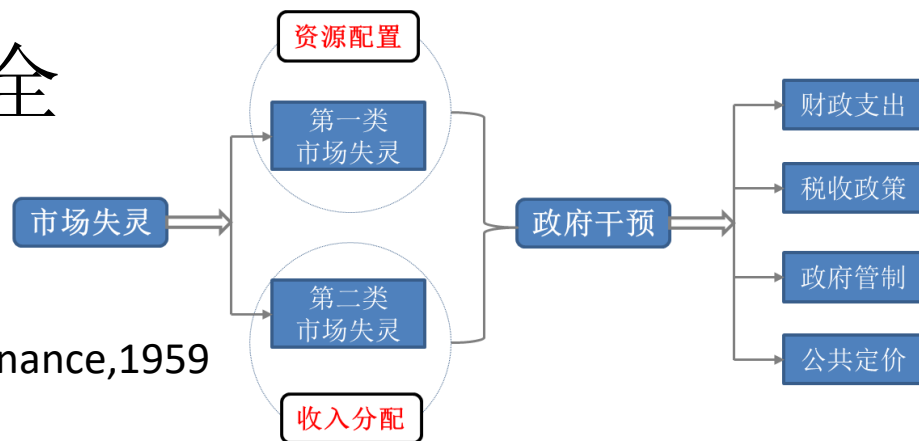 全
资源配置
第一类
市场失灵
市场失灵
第二类
市场失灵
收入分配
政府干预
财政支出
税收政策
政府管制
公共定价
nance,1959